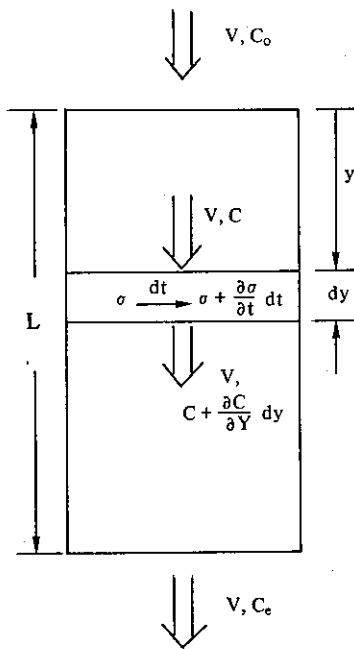 V, C₀
y
V, C
σ dt → σ + ∂σ/∂t dt
dy
L
V,
C + ∂C/∂Y dy
V, Cₑ